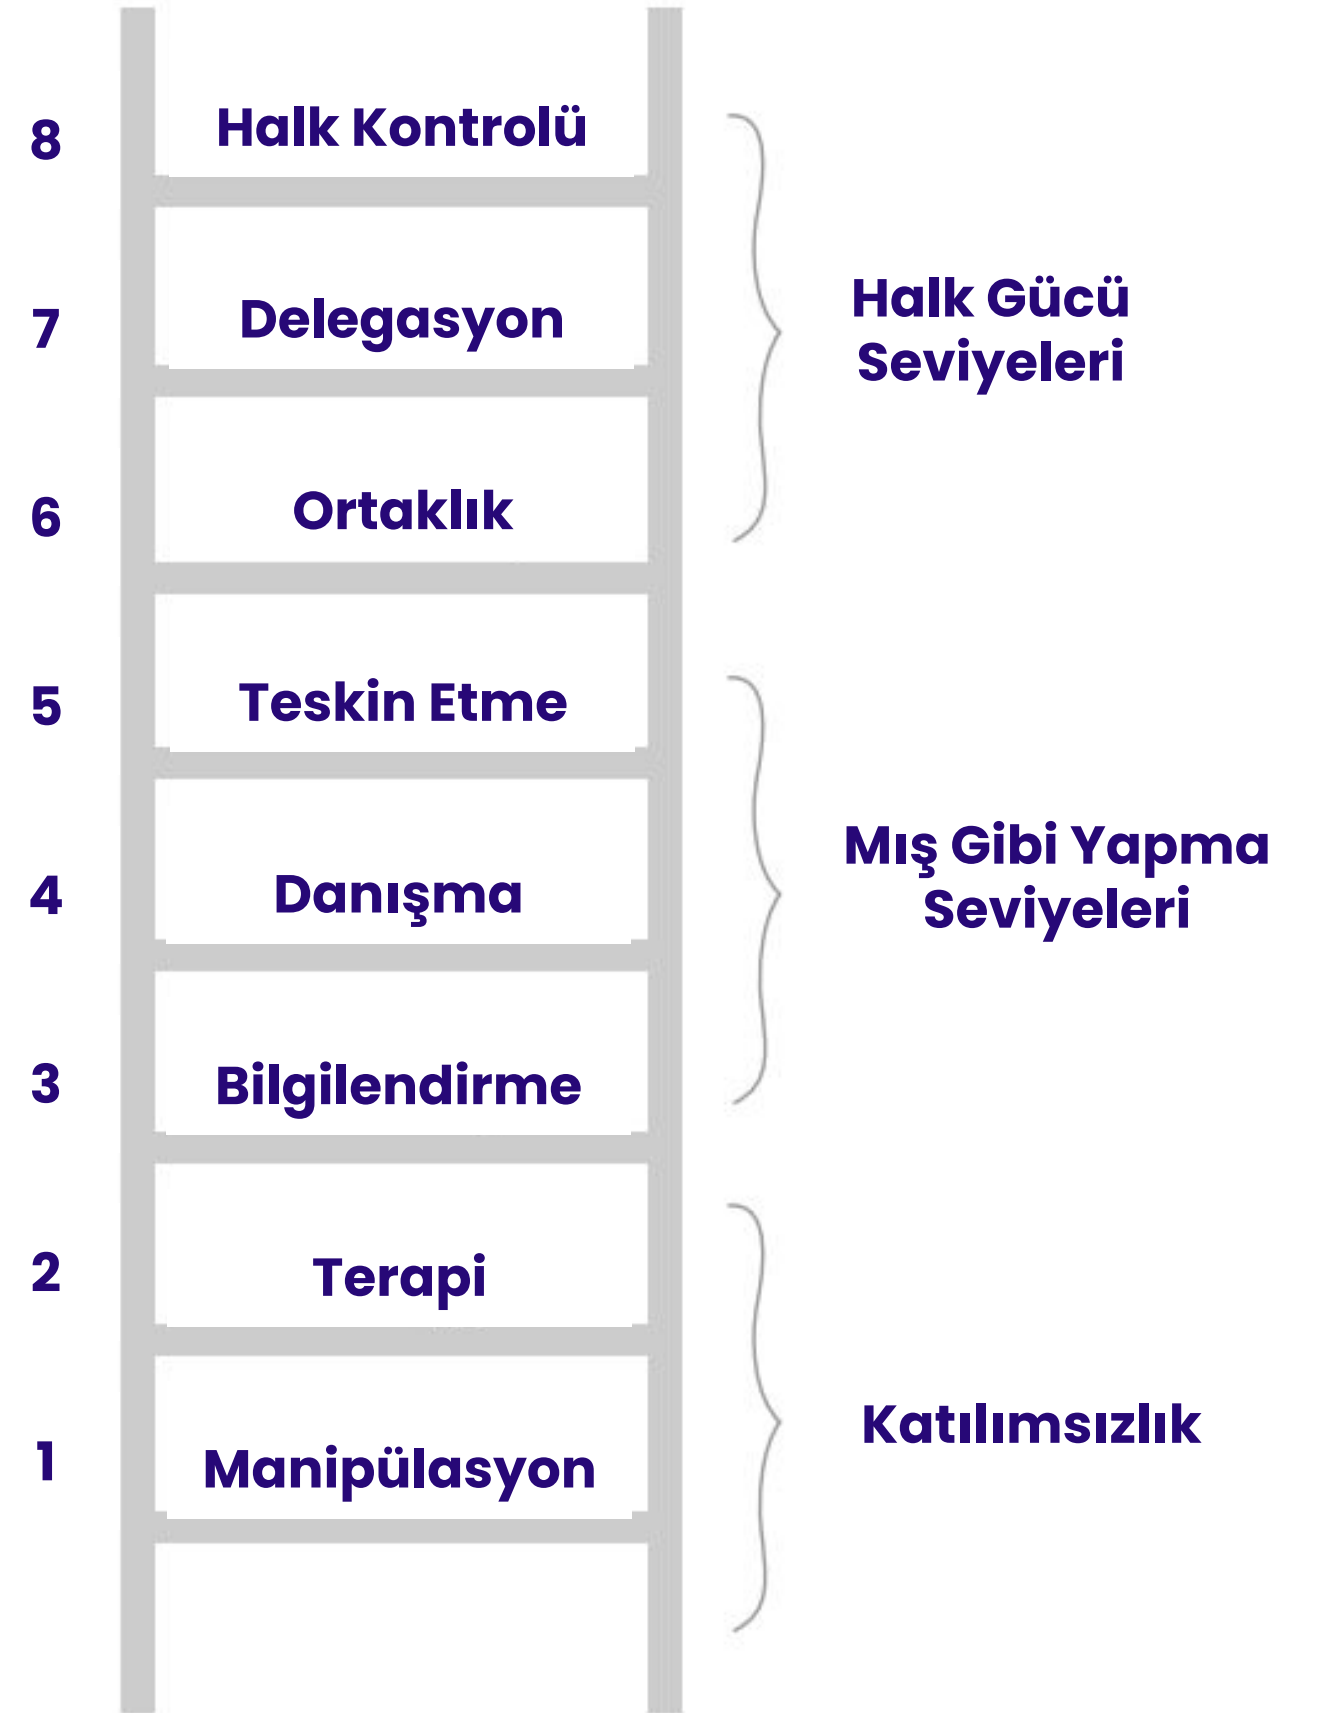 8 Halk Kontrolü
7 Delegasyon
Halk Gücü
Seviyeleri
6 Ortaklık
5 Teskin Etme
4 Danışma
Mış Gibi Yapma
Seviyeleri
3 Bilgilendirme
2 Terapi
1 Manipülasyon
Katılımsızlık